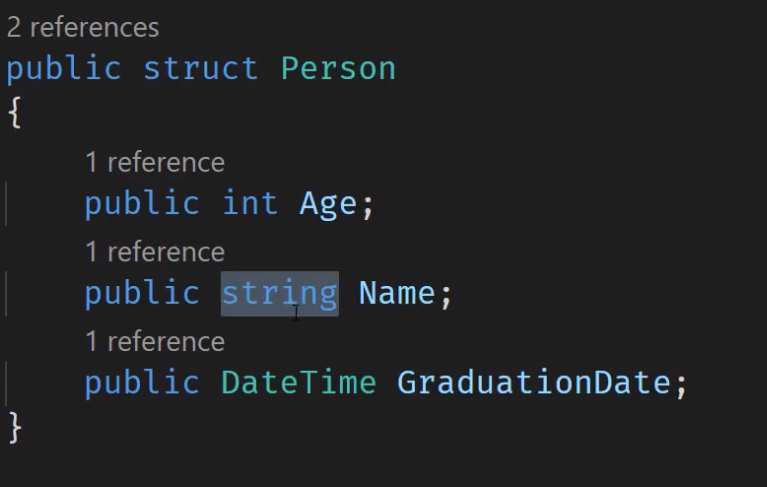 2 references
public struct Person
{
1 reference
public int Age;
1 reference
public string Name;
1 reference
public DateTime GraduationDate;
}